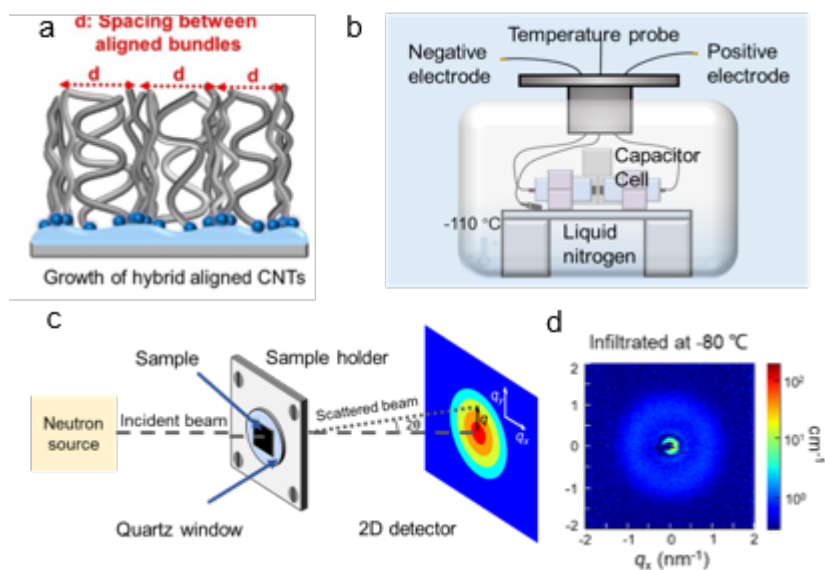 a
d: Spacing between
aligned bundles
d
d
d
Growth of hybrid aligned CNTs
b
Temperature probe
Negative
electrode
Positive
electrode
Capacitor
Cell
-110 °C
Liquid
nitrogen
c
Sample
Sample holder
Neutron
source
Incident beam
Scattered beam
2θ
q
qy
qx
Quartz window
2D detector
d
Infiltrated at -80 ℃
2
1
0
-1
-2
-2
-1
0
1
2
qx (nm-1)
10²
10¹
10⁰
cm-1